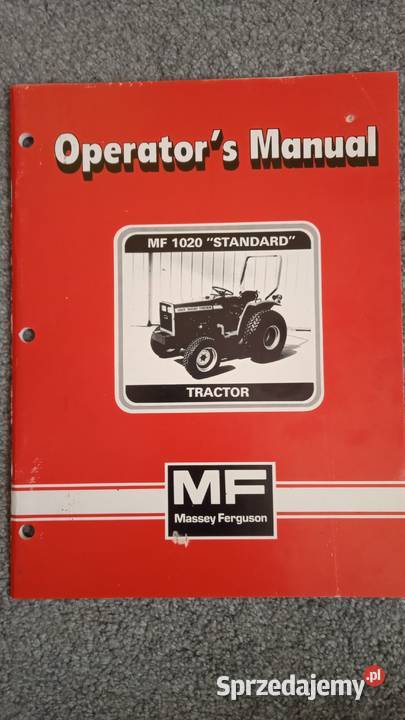 Operator's Manual
MF 1020 "STANDARD"
TRACTOR
MF
Massey Ferguson
Sprzedajemy.pl